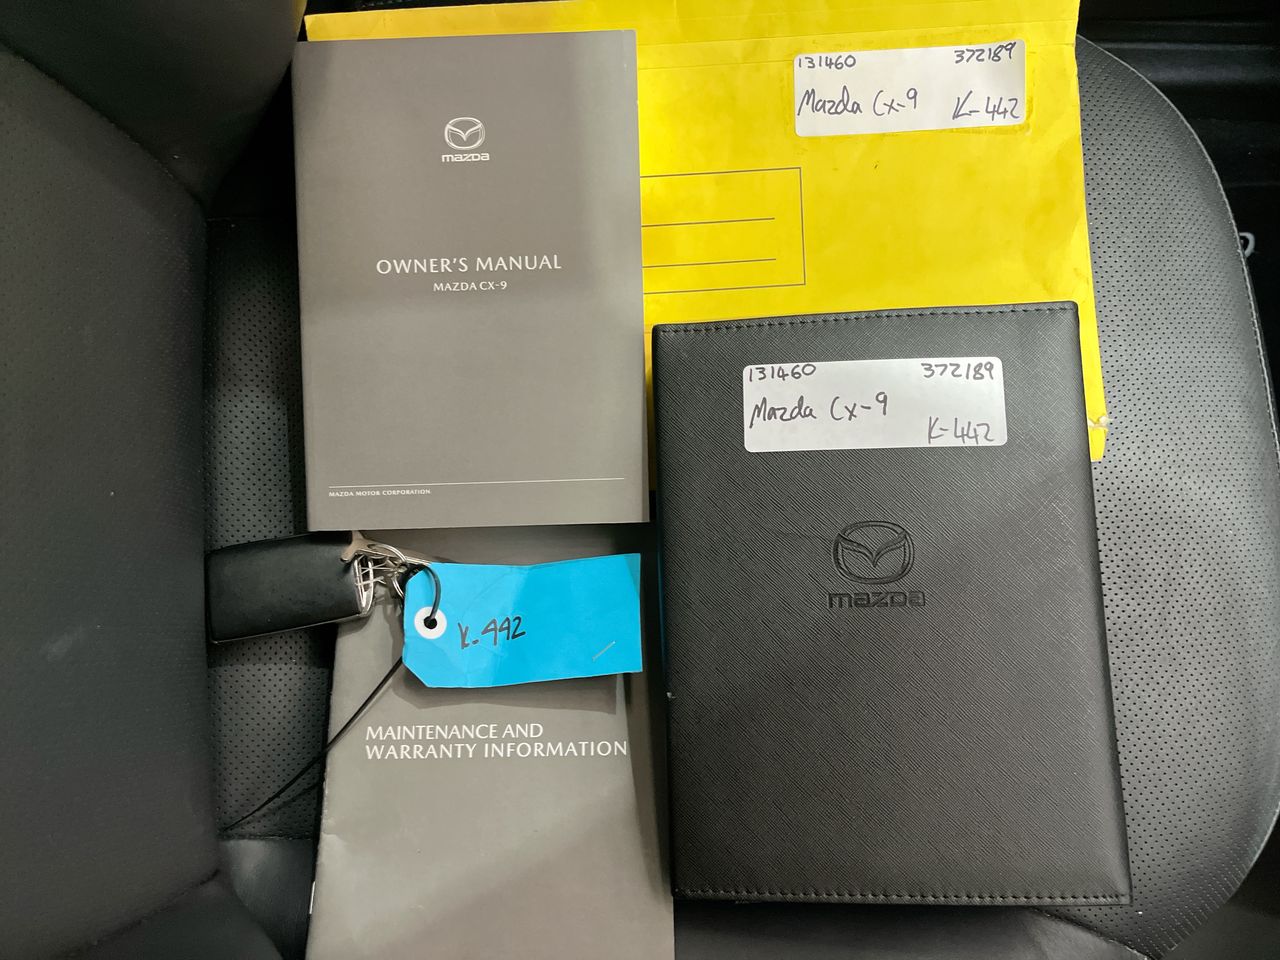 mazda
OWNER'S MANUAL
MAZDA CX-9
MAZDA MOTOR CORPORATION
131460 372189
Mazda Cx-9 K-442
131460 372189
Mazda Cx-9
K-442
mazda
K-442
MAINTENANCE AND
WARRANTY INFORMATION